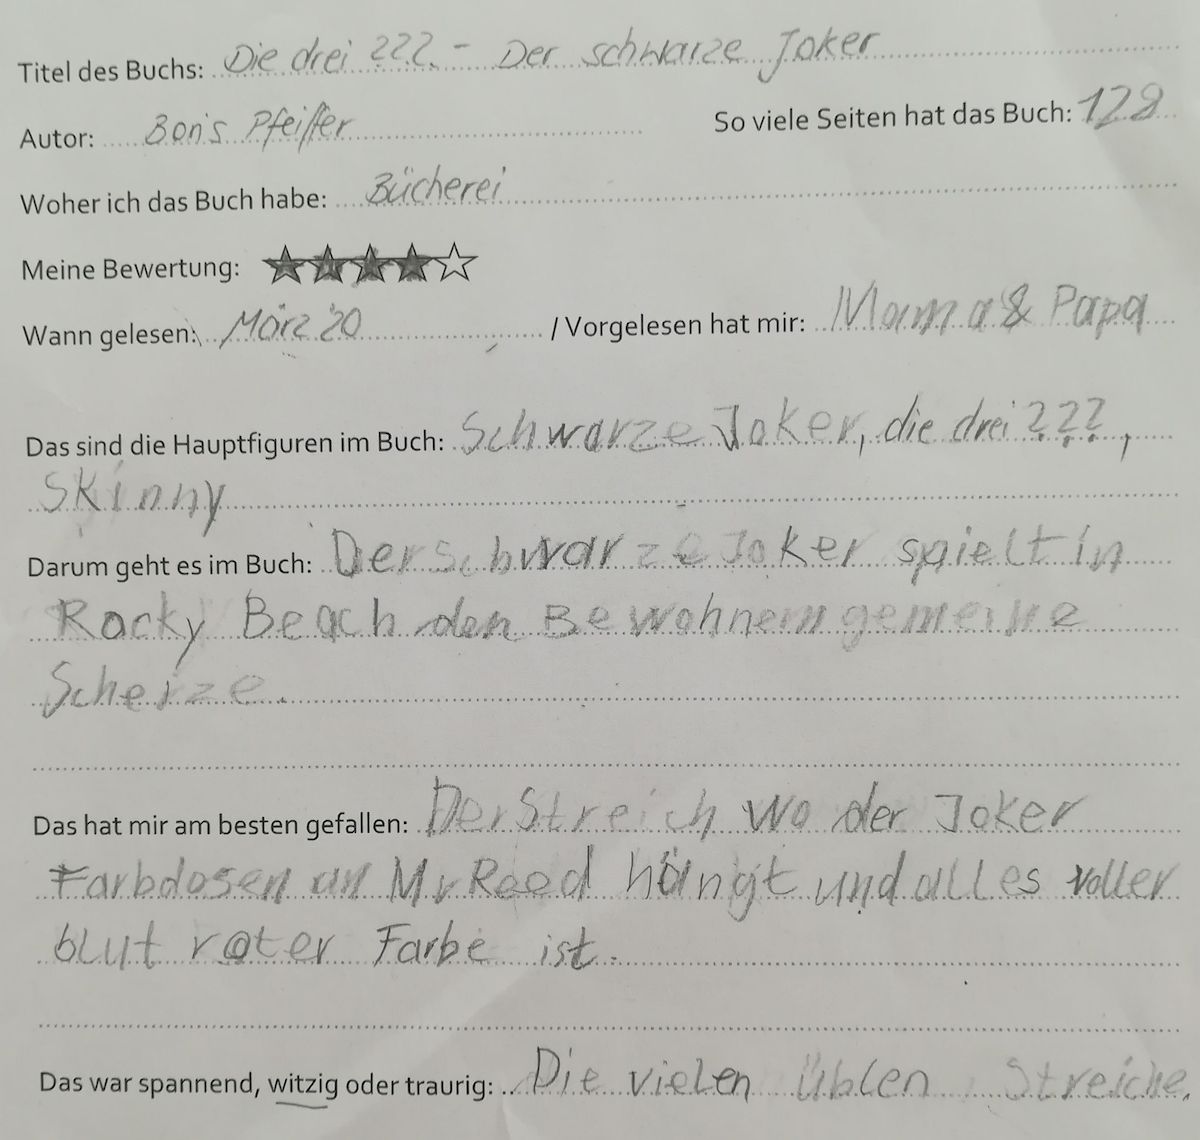 Titel des Buchs: Die drei ???. - Der schwarze Joker
Autor: Boris Pfeiffer So viele Seiten hat das Buch: 128
Woher ich das Buch habe: Bücherei
Meine Bewertung:
Wann gelesen: März '20 / Vorgelesen hat mir: Mama & Papa
Das sind die Hauptfiguren im Buch: Schwarze Joker, die drei ???,
Skinny
Darum geht es im Buch: Der schwarze Joker spielt in
Rocky Beach den Bewohnern gemeine
Scherze.
Das hat mir am besten gefallen: Der Streich wo der Joker
Farbdosen an Mr Reed hängt und alles voller
blut roter Farbe ist.
Das war spannend, witzig oder traurig: Die vielen üblen Streiche.